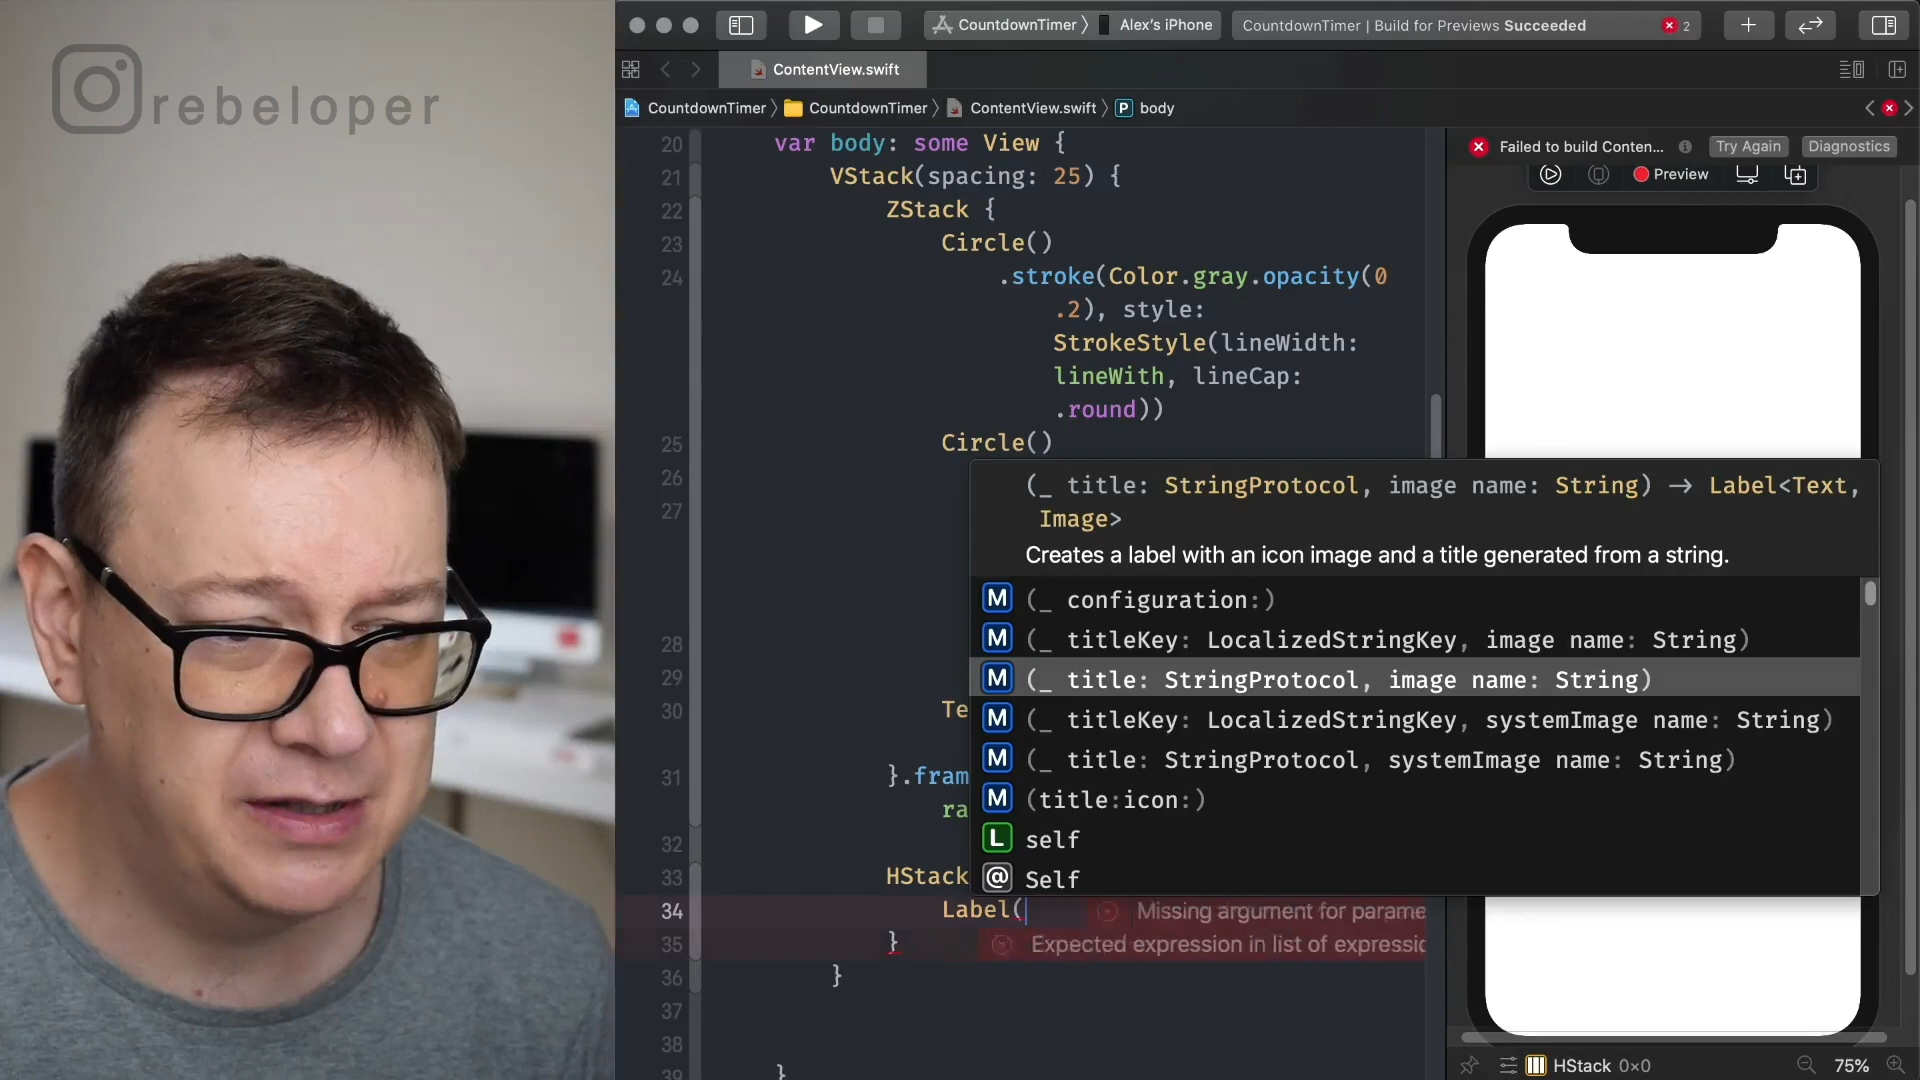 rebeloper
CountdownTimer 〉 Alex's iPhone
CountdownTimer | Build for Previews Succeeded
2
ContentView.swift
CountdownTimer 〉 CountdownTimer 〉 ContentView.swift 〉 P body
20 var body: some View {
21 VStack(spacing: 25) {
22 ZStack {
23 Circle()
24 .stroke(Color.gray.opacity(0
.2), style:
StrokeStyle(lineWidth:
lineWith, lineCap:
.round))
25 Circle()
26
27
28
29
30 Te
31 }.fram
ra
32
33 HStack
34 Label(
35 }
36 }
37
38
39 }
(_ title: StringProtocol, image name: String) → Label<Text,
Image>
Creates a label with an icon image and a title generated from a string.
M (_ configuration:)
M (_ titleKey: LocalizedStringKey, image name: String)
M (_ title: StringProtocol, image name: String)
M (_ titleKey: LocalizedStringKey, systemImage name: String)
M (_ title: StringProtocol, systemImage name: String)
M (title:icon:)
L self
@ Self
Missing argument for parame
Expected expression in list of expressic
Failed to build Conten... Try Again Diagnostics
Preview
HStack 0×0
75%